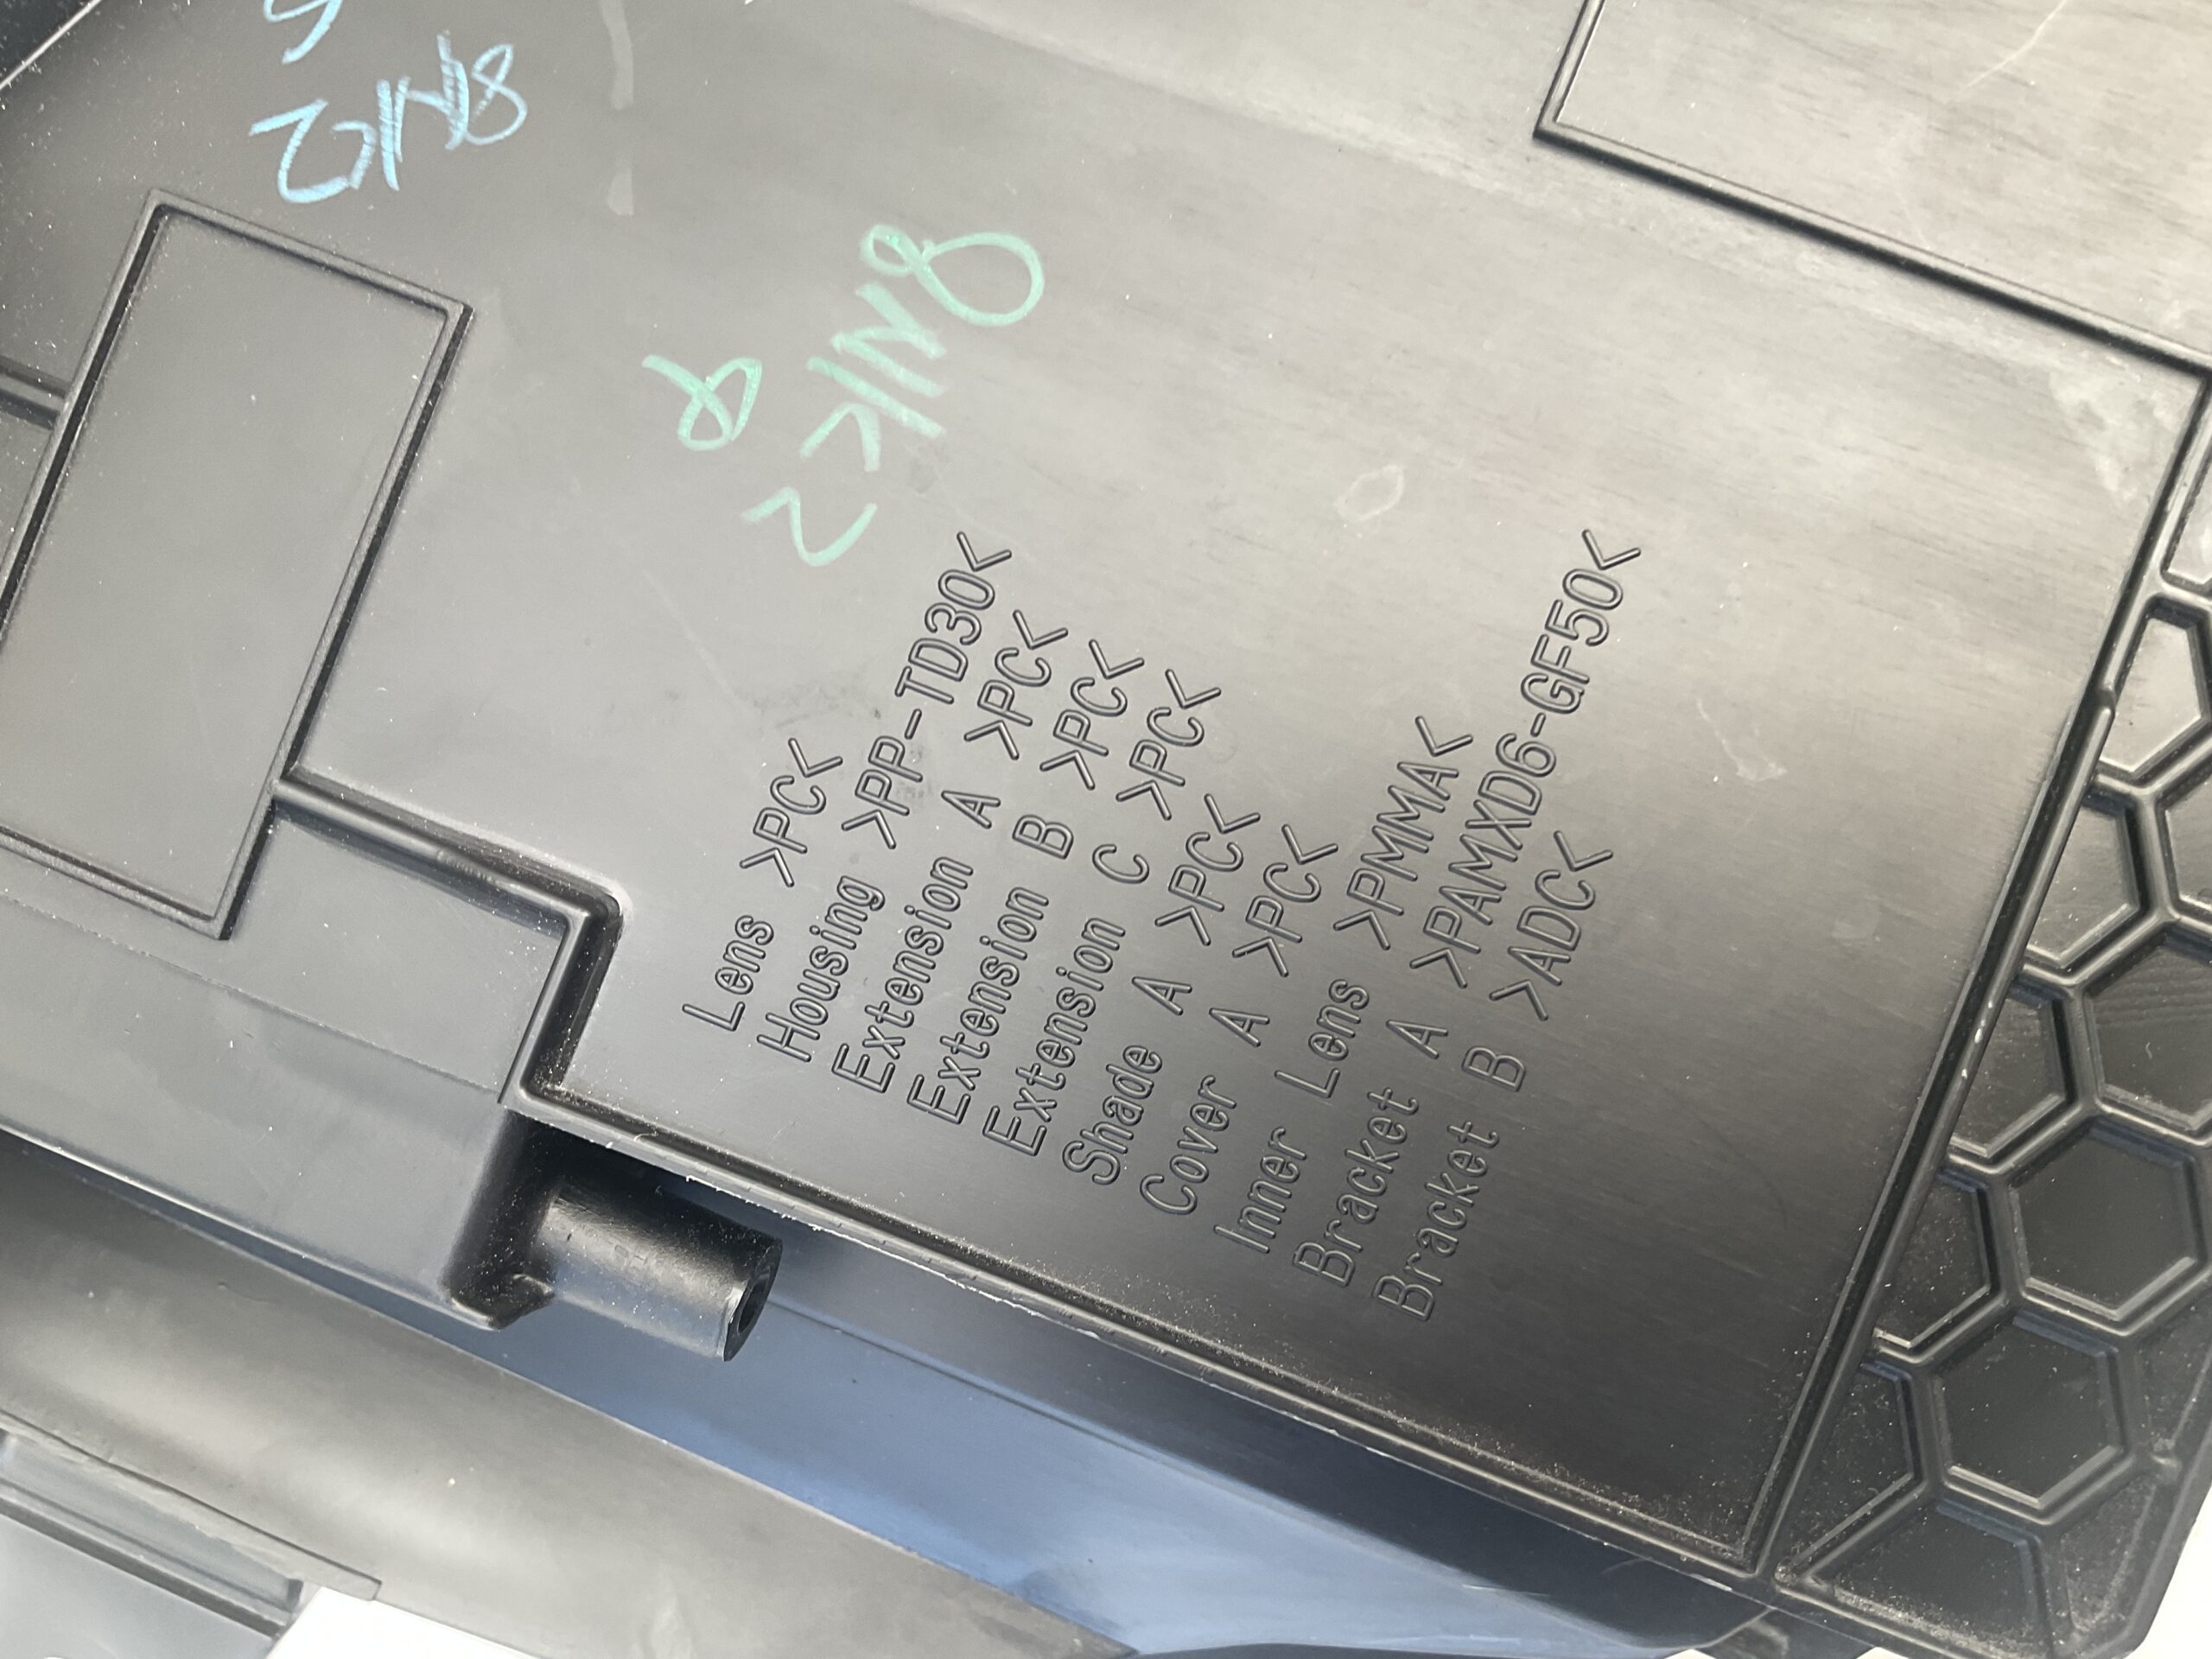 Lens >PC<
Housing >PP-TD30<
Extension A >PC<
Extension B >PC<
Extension C >PC<
Shade A >PC<
Cover A >PC<
Inner Lens >PMMA<
Bracket A >PAMXD6-GF50<
Bracket B >ADC<